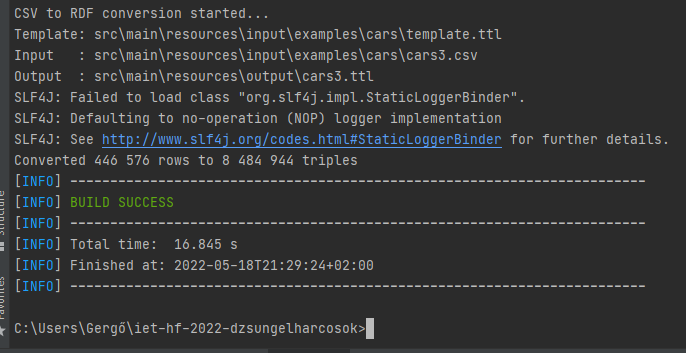 CSV to RDF conversion started...
Template: src\main\resources\input\examples\cars\template.ttl
Input   : src\main\resources\input\examples\cars\cars3.csv
Output  : src\main\resources\output\cars3.ttl
SLF4J: Failed to load class "org.slf4j.impl.StaticLoggerBinder".
SLF4J: Defaulting to no-operation (NOP) logger implementation
SLF4J: See http://www.slf4j.org/codes.html#StaticLoggerBinder for further details.
Converted 446 576 rows to 8 484 944 triples
[INFO] ------------------------------------------------------------------------
[INFO] BUILD SUCCESS
[INFO] ------------------------------------------------------------------------
[INFO] Total time:  16.845 s
[INFO] Finished at: 2022-05-18T21:29:24+02:00
[INFO] ------------------------------------------------------------------------
C:\Users\Gergő\iet-hf-2022-dzsungelharcosok>
Structure
Favorites